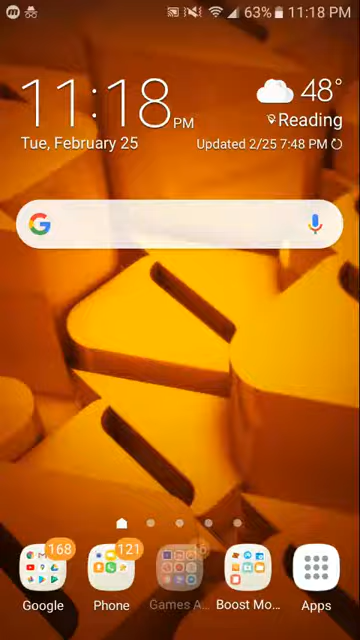 63% 11:18 PM
11:18 PM
Tue, February 25
48°
Reading
Updated 2/25 7:48 PM
168
121
Google
Phone
Games A...
Boost Mo...
Apps